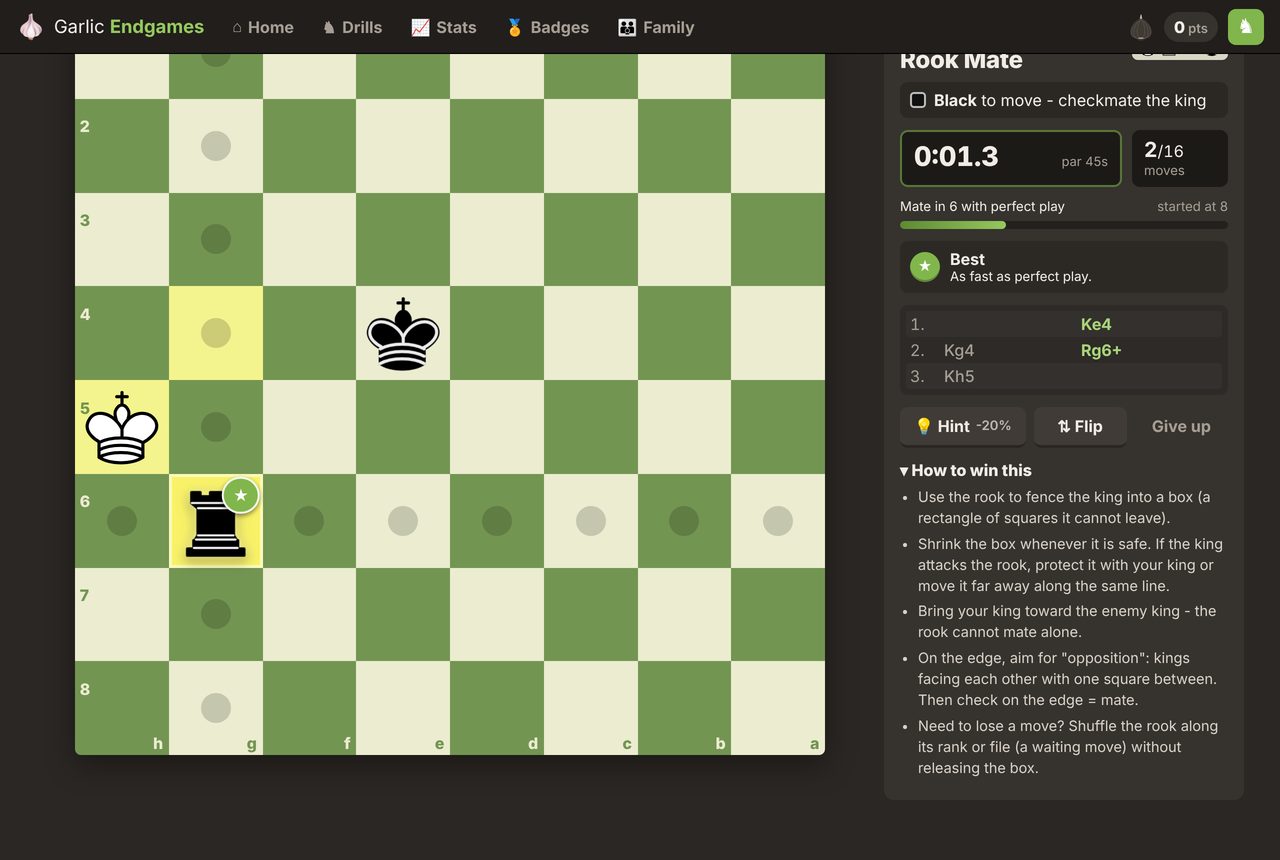 Garlic Endgames
Home
Drills
Stats
Badges
Family
0 pts
2
3
4
5
6
7
8
h
g
f
e
d
c
b
a
Rook Mate
Black to move - checkmate the king
0:01.3
par 45s
2/16
moves
Mate in 6 with perfect play
started at 8
Best
As fast as perfect play.
1. Ke4
2. Kg4 Rg6+
3. Kh5
Hint -20%
Flip
Give up
How to win this
• Use the rook to fence the king into a box (a
rectangle of squares it cannot leave).
• Shrink the box whenever it is safe. If the king
attacks the rook, protect it with your king or
move it far away along the same line.
• Bring your king toward the enemy king - the
rook cannot mate alone.
• On the edge, aim for "opposition": kings
facing each other with one square between.
Then check on the edge = mate.
• Need to lose a move? Shuffle the rook along
its rank or file (a waiting move) without
releasing the box.